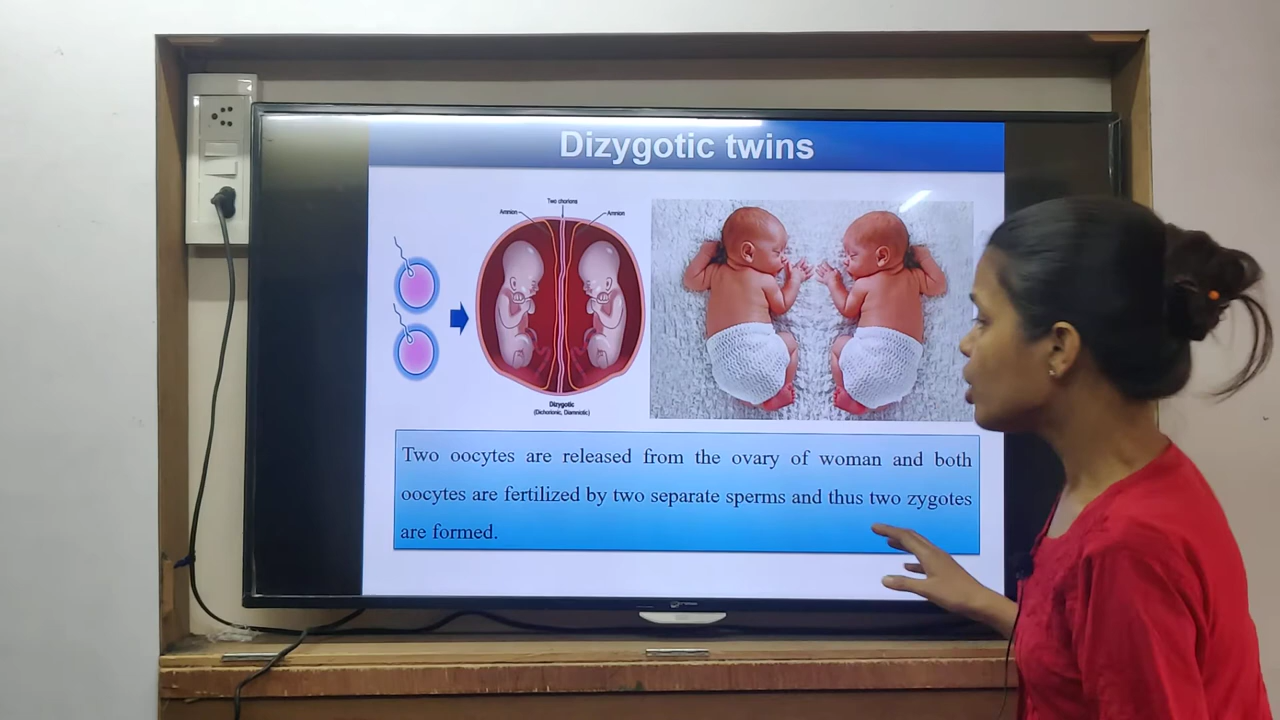 Dizygotic twins
Two chorions
Amnion
Amnion
Dizygotic
(Dichorionic, Diamniotic)
Two oocytes are released from the ovary of woman and both
oocytes are fertilized by two separate sperms and thus two zygotes
are formed.